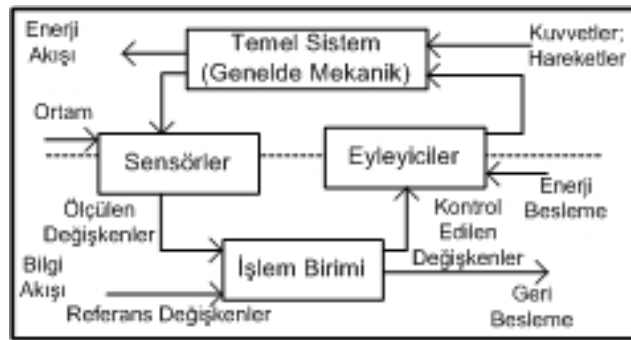 Enerji
Akışı
Temel Sistem
(Genelde Mekanik)
Kuvvetler;
Hareketler
Ortam
Sensörler
Eyleyiciler
Enerji
Besleme
Ölçülen
Değişkenler
Kontrol
Edilen
Değişkenler
Bilgi
Akışı
İşlem Birimi
Referans Değişkenler
Geri
Besleme